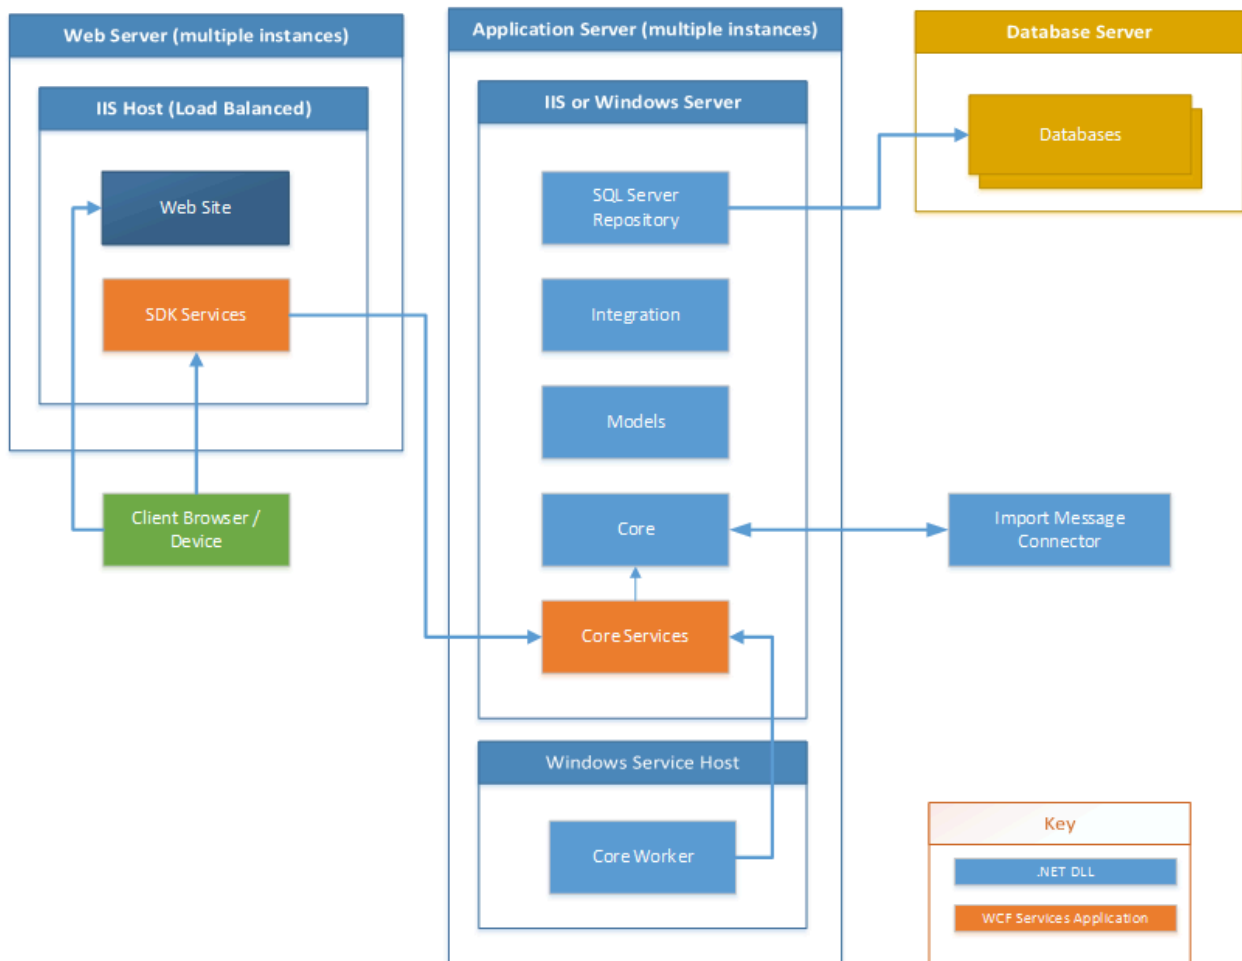 Web Server (multiple instances)
IIS Host (Load Balanced)
Web Site
SDK Services
Client Browser /
Device
Application Server (multiple instances)
IIS or Windows Server
SQL Server
Repository
Integration
Models
Core
Core Services
Windows Service Host
Core Worker
Database Server
Databases
Import Message
Connector
Key
.NET DLL
WCF Services Application